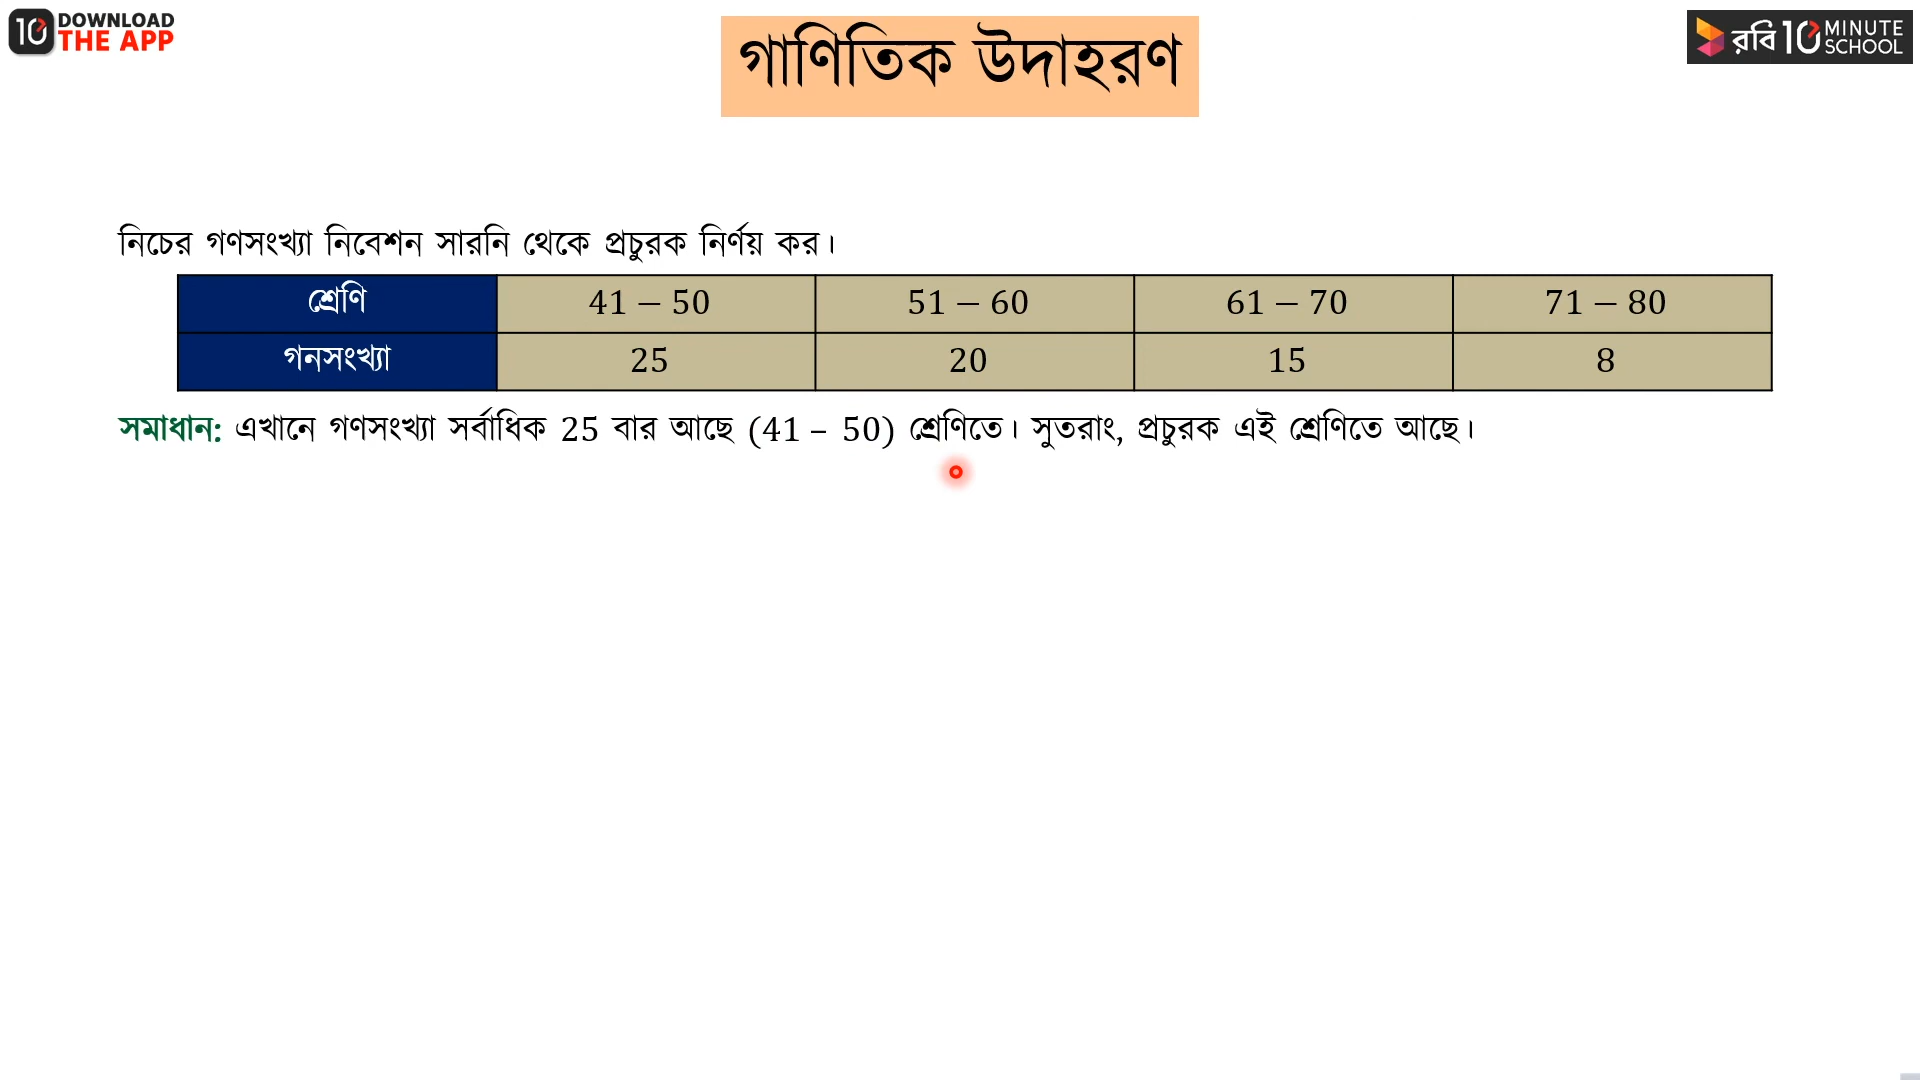 10 DOWNLOAD THE APP
রবি 10 MINUTE SCHOOL
গাণিতিক উদাহরণ
নিচের গণসংখ্যা নিবেশন সারনি থেকে প্রচুরক নির্ণয় কর।
শ্রেণি 41 – 50 51 – 60 61 – 70 71 – 80
গনসংখ্যা 25 20 15 8
সমাধান: এখানে গণসংখ্যা সর্বাধিক 25 বার আছে (41 – 50) শ্রেণিতে। সুতরাং, প্রচুরক এই শ্রেণিতে আছে।